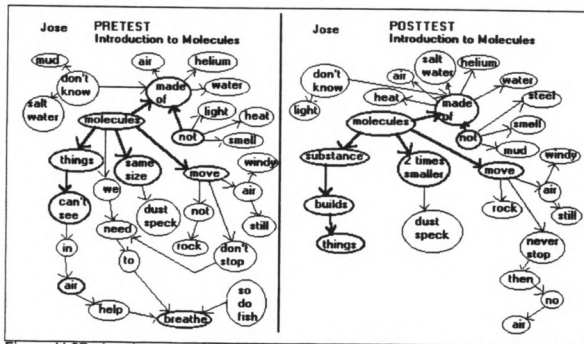 Jose
PRETEST
Introduction to Molecules
mud
don't
know
salt
water
air
helium
made
of
water
molecules
light
heat
not
smell
things
same
size
move
windy
air
still
can't
see
we
dust
speck
not
rock
don't
stop
need
in
to
air
help
breathe
so
do
fish
Jose
POSTTEST
Introduction to Molecules
don't
know
light
air
salt
water
helium
heat
made
of
water
steel
molecules
not
smell
mud
substance
2 times
smaller
move
windy
air
still
builds
things
dust
speck
rock
never
stop
then
no
air